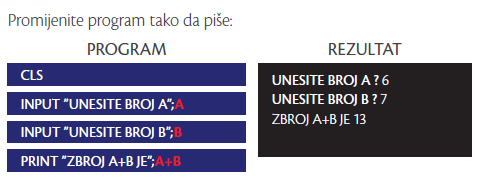 Promijenite program tako da piše:
PROGRAM
CLS
INPUT "UNESITE BROJ A";A
INPUT "UNESITE BROJ B";B
PRINT "ZBROJ A+B JE";A+B
REZULTAT
UNESITE BROJ A ? 6
UNESITE BROJ B ? 7
ZBROJ A+B JE 13